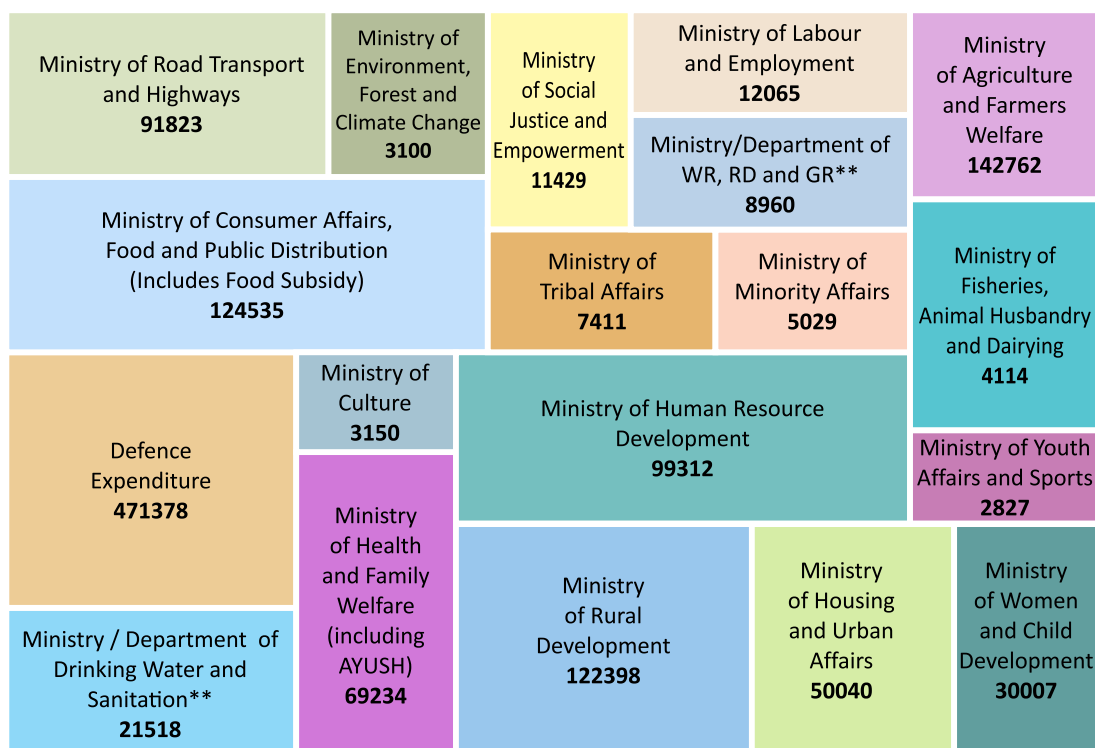 Ministry of Road Transport
and Highways
91823
Ministry of
Environment,
Forest and
Climate Change
3100
Ministry
of Social
Justice and
Empowerment
11429
Ministry of Labour
and Employment
12065
Ministry
of Agriculture
and Farmers
Welfare
142762
Ministry/Department of
WR, RD and GR**
8960
Ministry of Consumer Affairs,
Food and Public Distribution
(Includes Food Subsidy)
124535
Ministry of
Tribal Affairs
7411
Ministry of
Minority Affairs
5029
Ministry of
Fisheries,
Animal Husbandry
and Dairying
4114
Defence
Expenditure
471378
Ministry of
Culture
3150
Ministry of Human Resource
Development
99312
Ministry of Youth
Affairs and Sports
2827
Ministry
of Health
and Family
Welfare
(including
AYUSH)
69234
Ministry
of Rural
Development
122398
Ministry
of Housing
and Urban
Affairs
50040
Ministry
of Women
and Child
Development
30007
Ministry / Department of
Drinking Water and
Sanitation**
21518